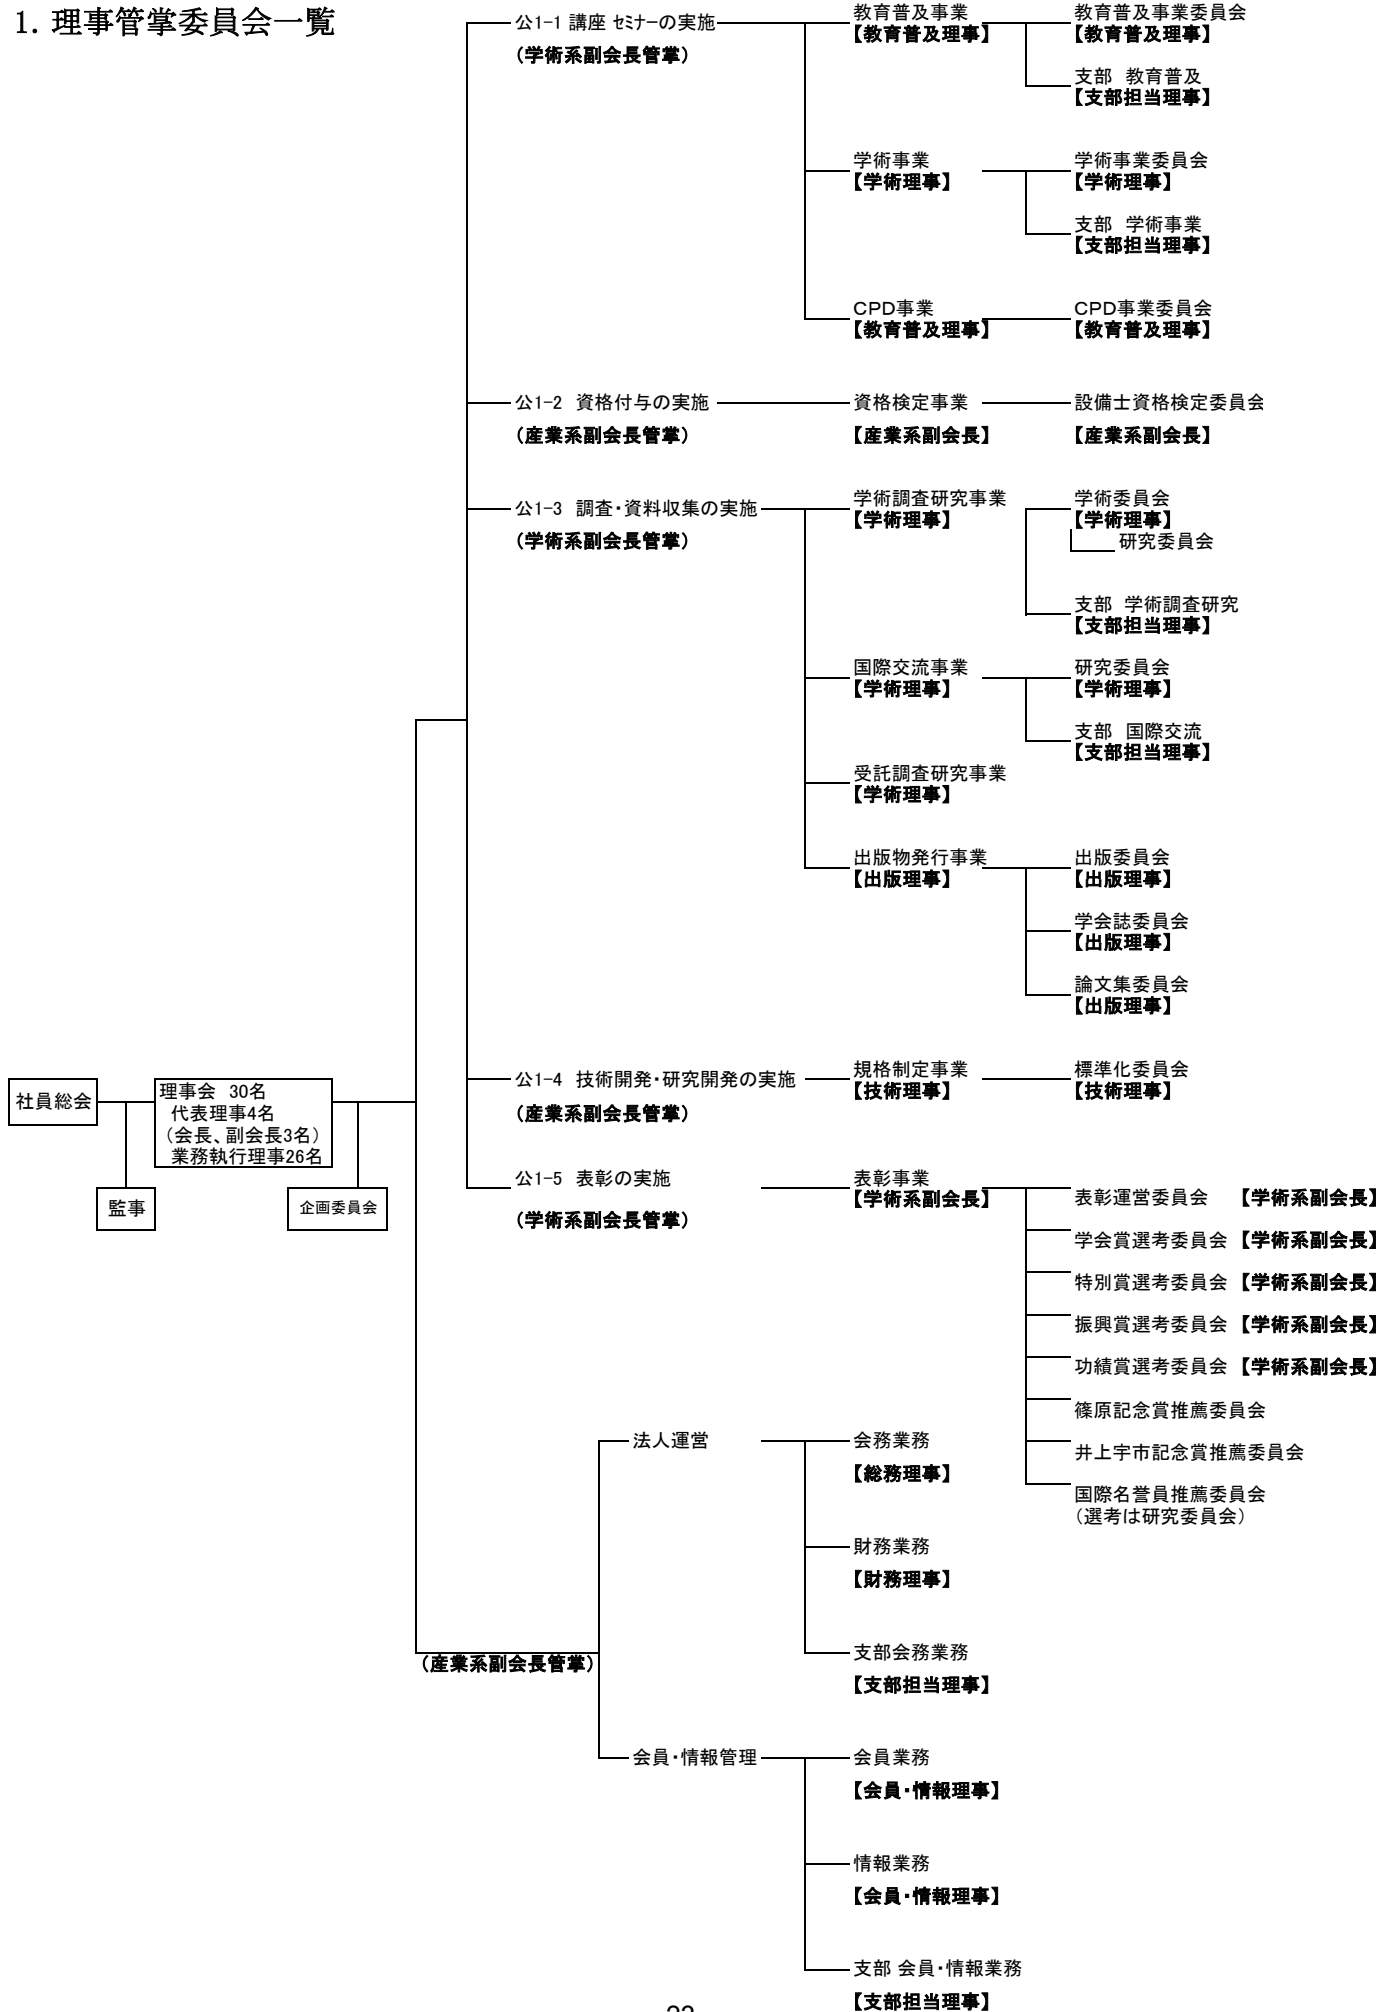 1. 理事管掌委員会一覧
公1-1 講座 ｾﾐﾅｰの実施
（学術系副会長管掌）
教育普及事業
【教育普及理事】
教育普及事業委員会
【教育普及理事】
支部　教育普及
【支部担当理事】
学術事業
【学術理事】
学術事業委員会
【学術理事】
支部　学術事業
【支部担当理事】
CPD事業
【教育普及理事】
CPD事業委員会
【教育普及理事】
公1-2　資格付与の実施
（産業系副会長管掌）
資格検定事業
【産業系副会長】
設備士資格検定委員会
【産業系副会長】
公1-3　調査・資料収集の実施
（学術系副会長管掌）
学術調査研究事業
【学術理事】
学術委員会
【学術理事】
研究委員会
支部　学術調査研究
【支部担当理事】
国際交流事業
【学術理事】
研究委員会
【学術理事】
支部　国際交流
【支部担当理事】
受託調査研究事業
【学術理事】
出版物発行事業
【出版理事】
出版委員会
【出版理事】
学会誌委員会
【出版理事】
論文集委員会
【出版理事】
社員総会
監事
理事会　30名
代表理事4名
（会長、副会長3名）
業務執行理事26名
企画委員会
公1-4　技術開発・研究開発の実施
（産業系副会長管掌）
規格制定事業
【技術理事】
標準化委員会
【技術理事】
公1-5　表彰の実施
（学術系副会長管掌）
表彰事業
【学術系副会長】
表彰運営委員会　【学術系副会長】
学会賞選考委員会　【学術系副会長】
特別賞選考委員会　【学術系副会長】
振興賞選考委員会　【学術系副会長】
功績賞選考委員会　【学術系副会長】
篠原記念賞推薦委員会
井上宇市記念賞推薦委員会
国際名誉員推薦委員会
（選考は研究委員会）
（産業系副会長管掌）
法人運営
会務業務
【総務理事】
財務業務
【財務理事】
支部会務業務
【支部担当理事】
会員・情報管理
会員業務
【会員・情報理事】
情報業務
【会員・情報理事】
支部 会員・情報業務
【支部担当理事】